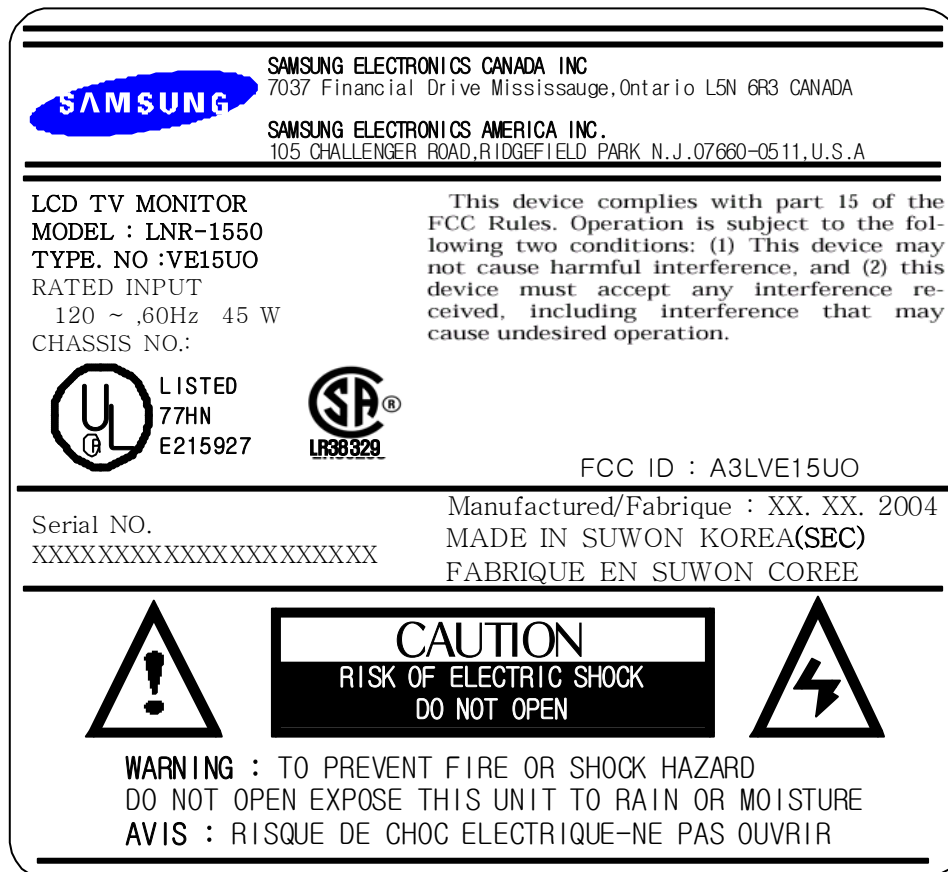 SAMSUNG
SAMSUNG ELECTRONICS CANADA INC
7037 Financial Drive Mississauge,Ontario L5N 6R3 CANADA
SAMSUNG ELECTRONICS AMERICA INC.
105 CHALLENGER ROAD,RIDGEFIELD PARK N.J.07660-0511,U.S.A
LCD TV MONITOR
MODEL : LNR-1550
TYPE. NO :VE15UO
RATED INPUT
120 ~ ,60Hz 45 W
CHASSIS NO.:
This device complies with part 15 of the
FCC Rules. Operation is subject to the fol-
lowing two conditions: (1) This device may
not cause harmful interference, and (2) this
device must accept any interference re-
ceived, including interference that may
cause undesired operation.
UL
LISTED
77HN
E215927
SA ®
LR38329
FCC ID : A3LVE15UO
Serial NO.
XXXXXXXXXXXXXXXXXXXXX
Manufactured/Fabrique : XX. XX. 2004
MADE IN SUWON KOREA(SEC)
FABRIQUE EN SUWON COREE
!
CAUTION
RISK OF ELECTRIC SHOCK
DO NOT OPEN
WARNING : TO PREVENT FIRE OR SHOCK HAZARD
DO NOT OPEN EXPOSE THIS UNIT TO RAIN OR MOISTURE
AVIS : RISQUE DE CHOC ELECTRIQUE-NE PAS OUVRIR